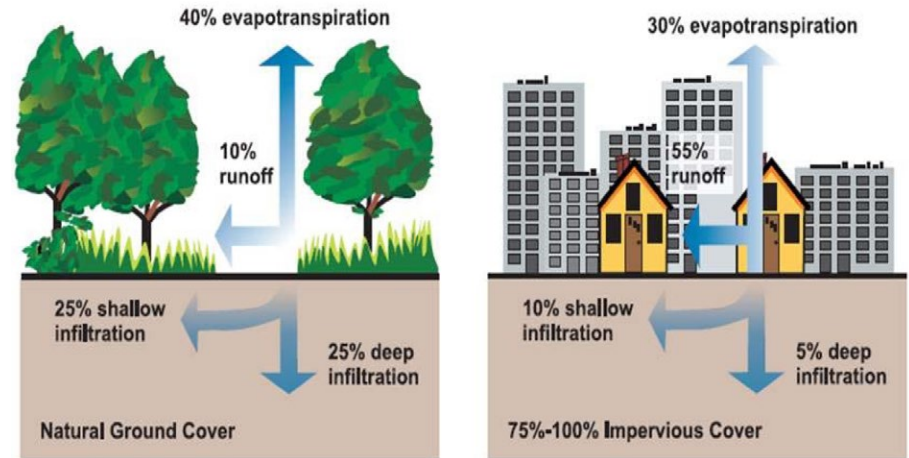 40% evapotranspiration
10%
runoff
25% shallow
infiltration
25% deep
infiltration
Natural Ground Cover
30% evapotranspiration
55%
runoff
10% shallow
infiltration
5% deep
infiltration
75%-100% Impervious Cover